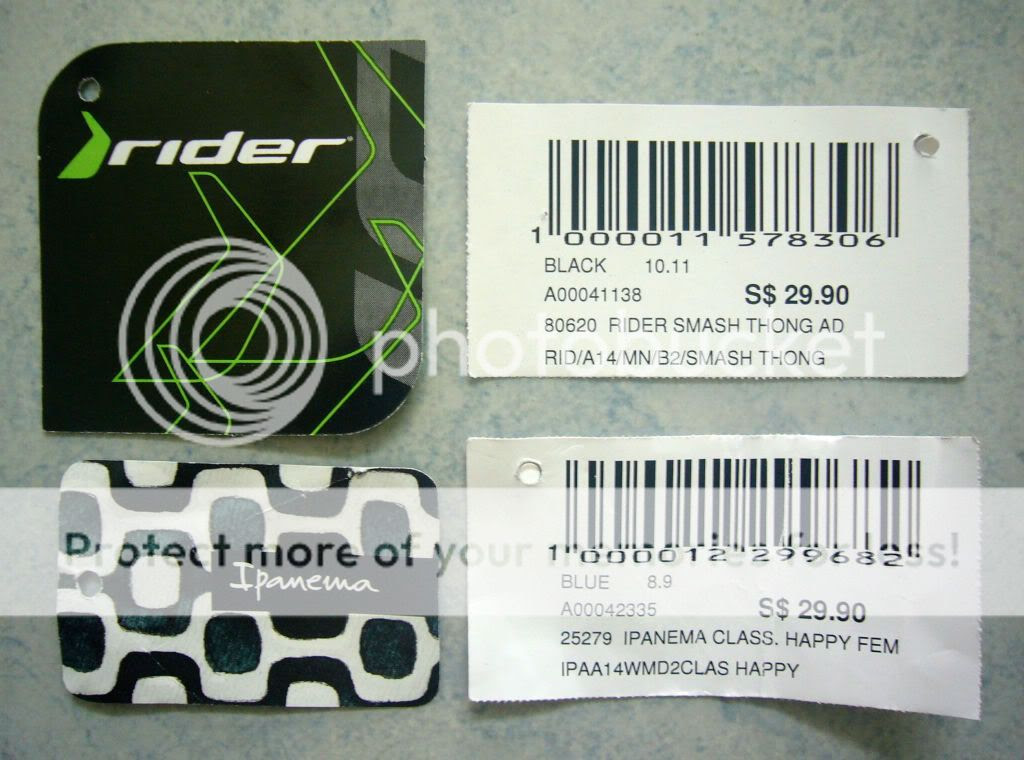 rider
1 000011 578306
BLACK 10.11
A00041138 S$ 29.90
80620 RIDER SMASH THONG AD
RID/A14/MN/B2/SMASH THONG
photobucket
Protect more of your memories for less!
Ipanema
1 000012 299682
BLUE 8.9
A00042335 S$ 29.90
25279 IPANEMA CLASS. HAPPY FEM
IPAA14WMD2CLAS HAPPY